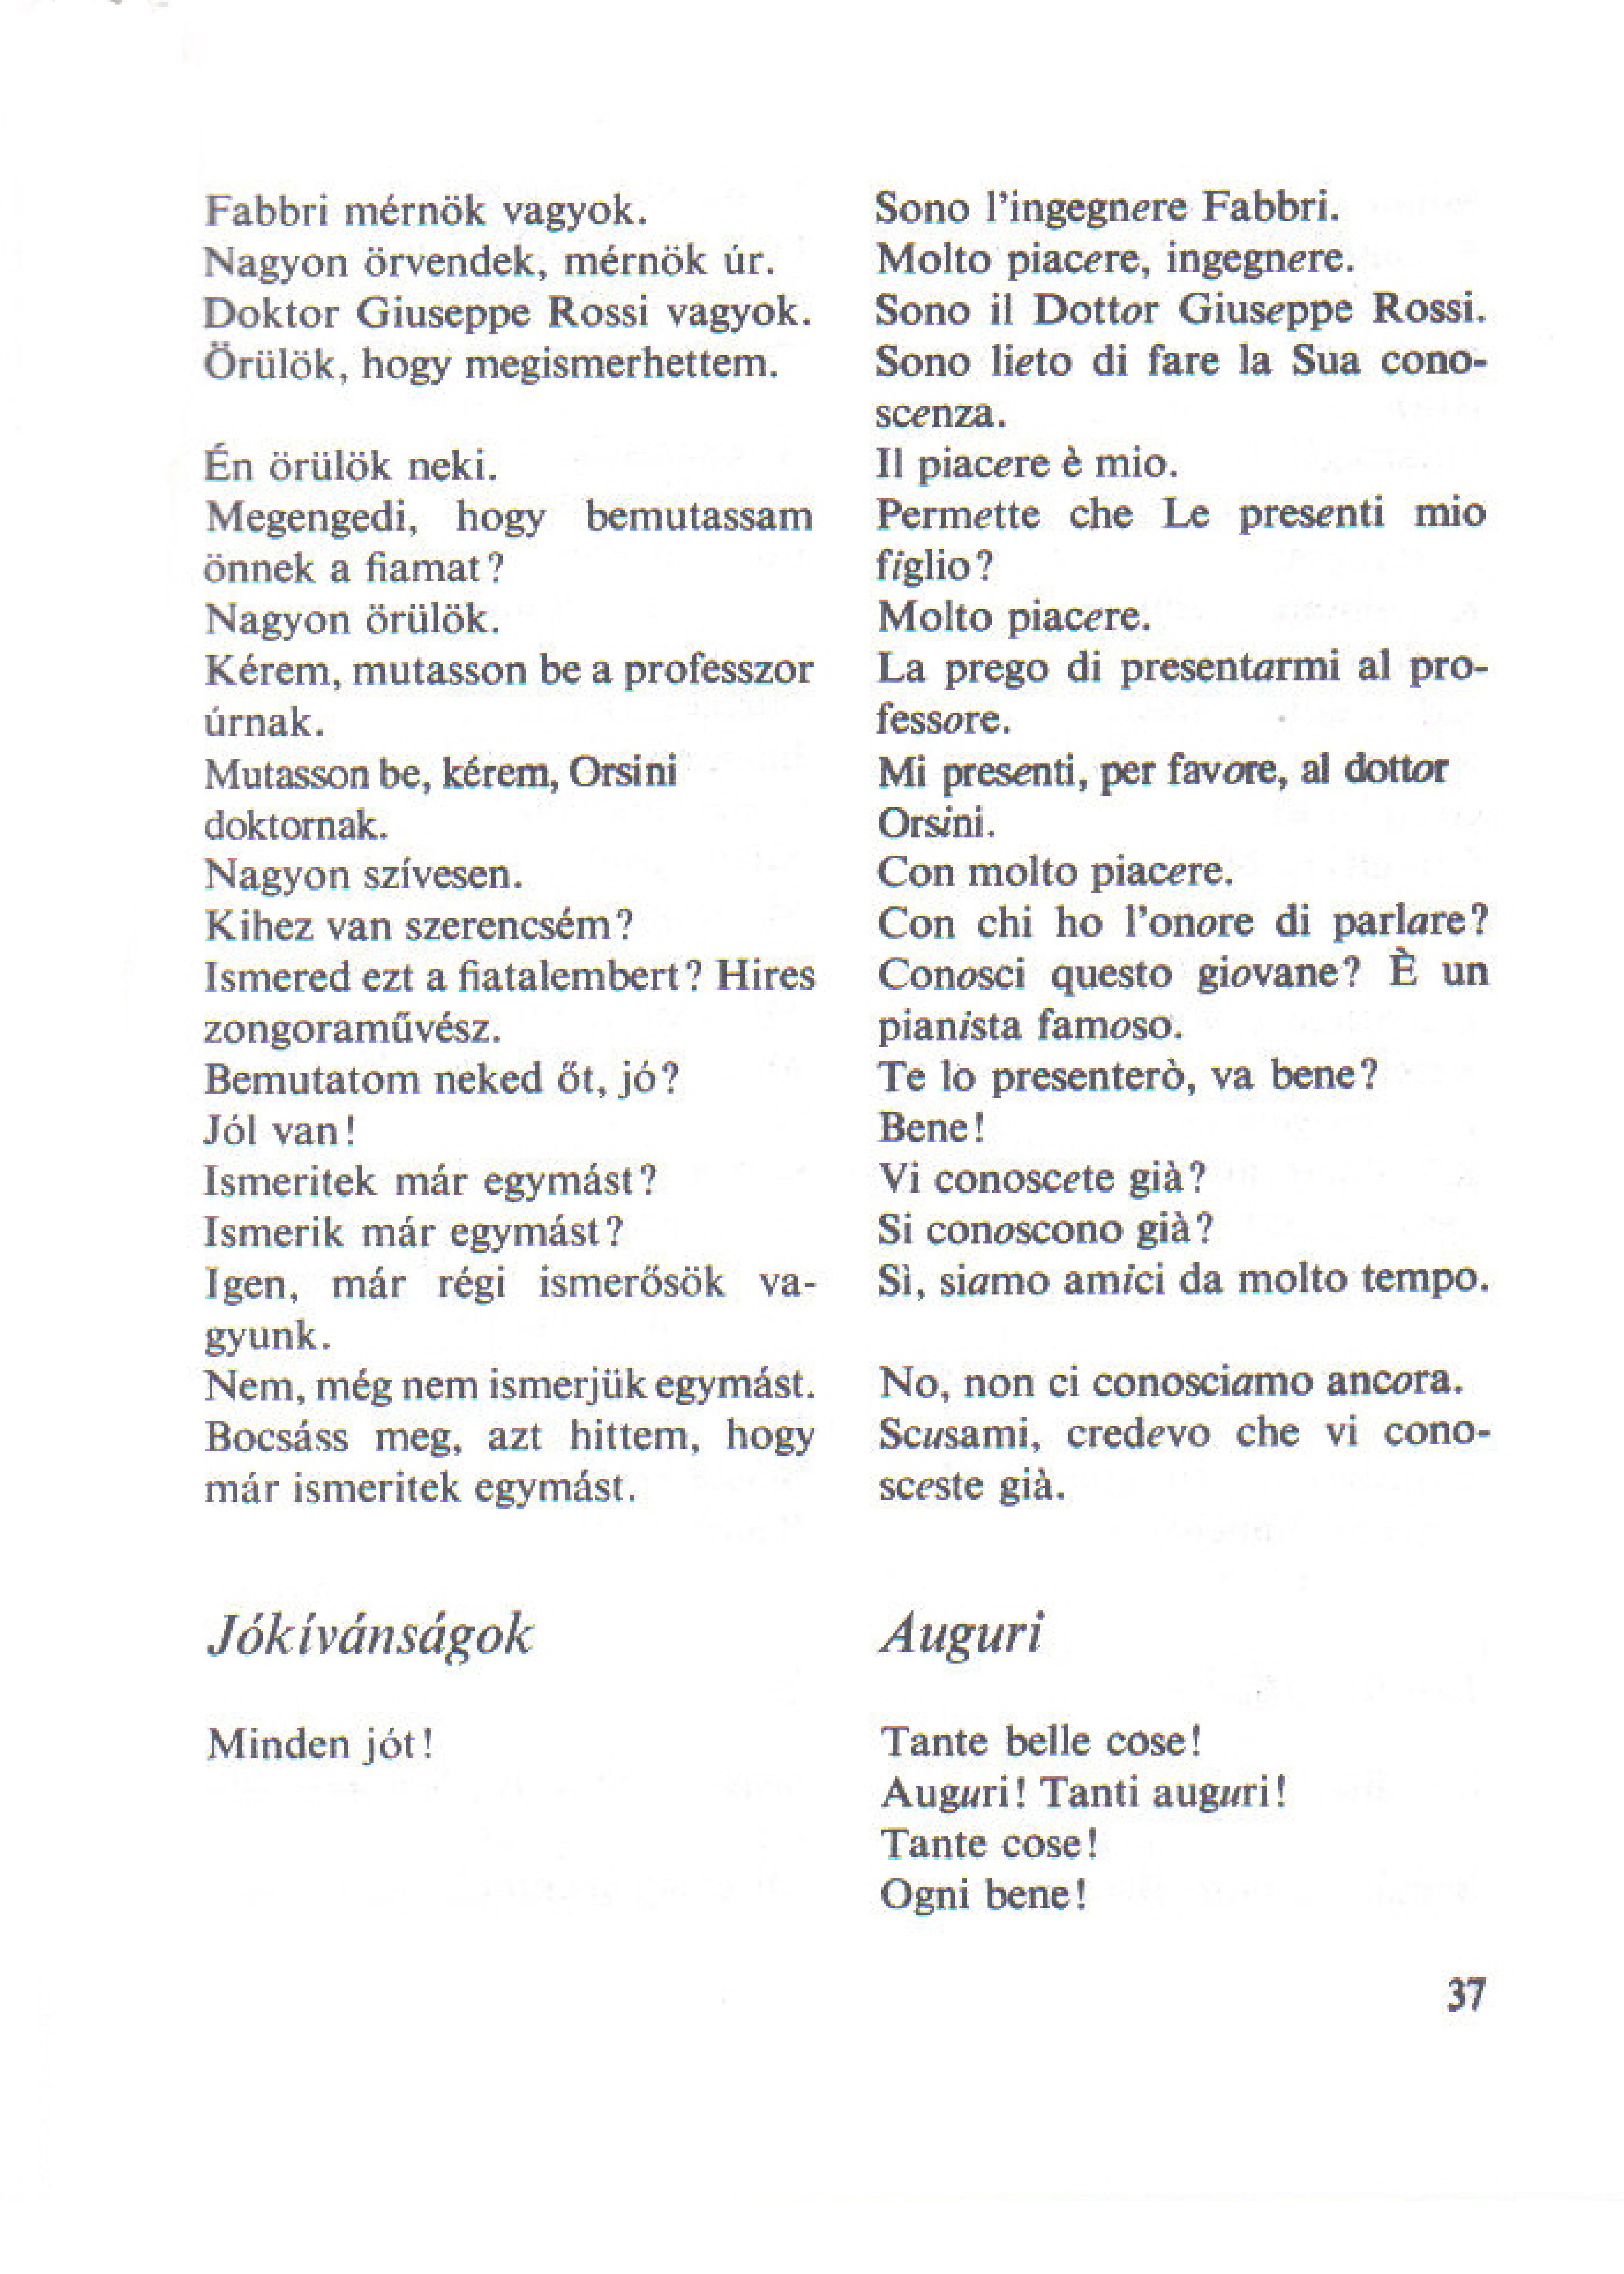 Fabbri mérnök vagyok.
Nagyon örvendek, mérnök úr.
Doktor Giuseppe Rossi vagyok.
Örülök, hogy megismerhettem.
Én örülök neki.
Megengedi, hogy bemutassam
önnek a fiamat?
Nagyon örülök.
Kérem, mutasson be a professzor
úrnak.
Mutasson be, kérem, Orsini
doktornak.
Nagyon szívesen.
Kihez van szerencsém?
Ismered ezt a fiatalembert? Hires
zongoraművész.
Bemutatom neked őt, jó?
Jól van!
Ismeritek már egymást?
Ismerik már egymást?
Igen, már régi ismerősök va-
gyunk.
Nem, még nem ismerjük egymást.
Bocsáss meg, azt hittem, hogy
már ismeritek egymást.
Jókívánságok
Minden jót!
Sono l'ingegnere Fabbri.
Molto piacere, ingegnere.
Sono il Dottor Giuseppe Rossi.
Sono lieto di fare la Sua cono-
scenza.
Il piacere è mio.
Permette che Le presenti mio
figlio?
Molto piacere.
La prego di presentarmi al pro-
fessore.
Mi presenti, per favore, al dottor
Orsini.
Con molto piacere.
Con chi ho l'onore di parlare?
Conosci questo giovane? È un
pianista famoso.
Te lo presenterò, va bene?
Bene!
Vi conoscete già?
Si conoscono già?
Sì, siamo amici da molto tempo.
No, non ci conosciamo ancora.
Scusami, credevo che vi cono-
sceste già.
Auguri
Tante belle cose!
Auguri! Tanti auguri!
Tante cose!
Ogni bene!
37